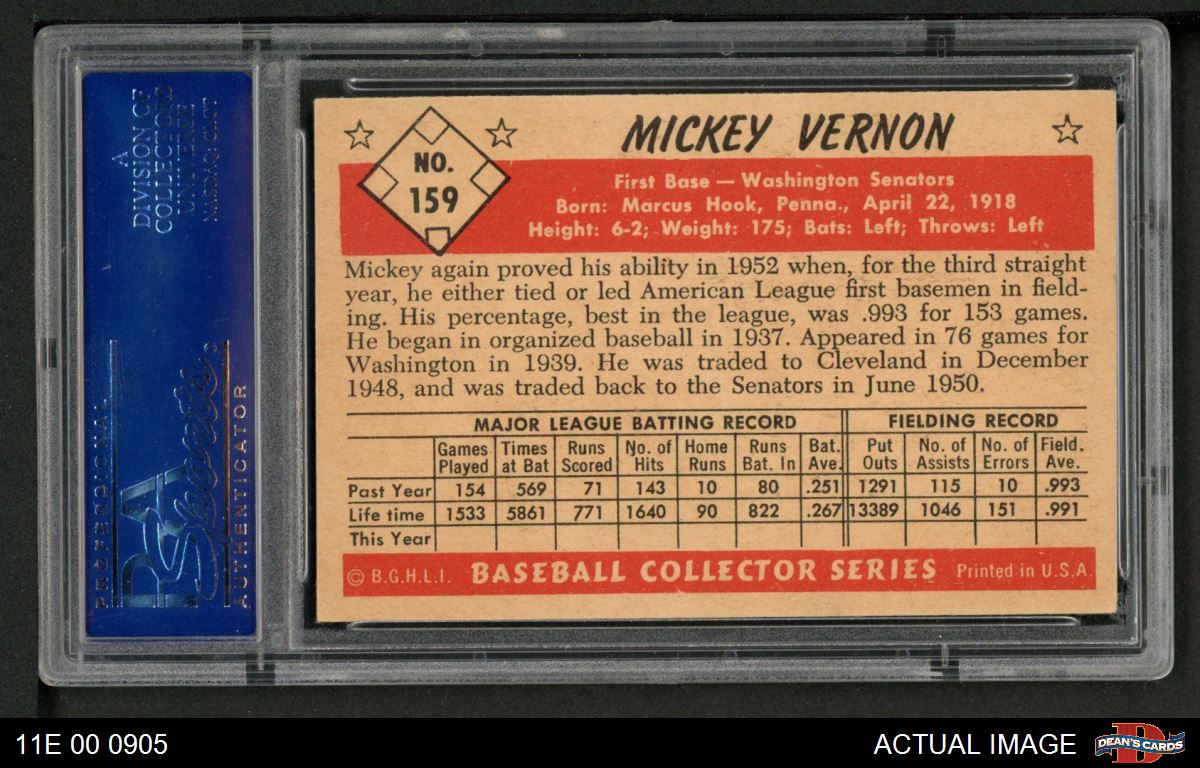 A
DIVISION OF
COLLECTORS
UNIVERSE
NASDAQ: CLCT
PROFESSIONAL
PSA
Sports
AUTHENTICATOR
®
NO.
159
MICKEY VERNON
First Base — Washington Senators
Born: Marcus Hook, Penna., April 22, 1918
Height: 6-2; Weight: 175; Bats: Left; Throws: Left
Mickey again proved his ability in 1952 when, for the third straight
year, he either tied or led American League first basemen in field-
ing. His percentage, best in the league, was .993 for 153 games.
He began in organized baseball in 1937. Appeared in 76 games for
Washington in 1939. He was traded to Cleveland in December
1948, and was traded back to the Senators in June 1950.
MAJOR LEAGUE BATTING RECORD FIELDING RECORD
Games Times Runs No. of Home Runs Bat. Put No. of No. of Field.
Played at Bat Scored Hits Runs Bat. In Ave. Outs Assists Errors Ave.
Past Year 154 569 71 143 10 80 .251 1291 115 10 .993
Life time 1533 5861 771 1640 90 822 .267 13389 1046 151 .991
This Year
© B.G.H.L.I. BASEBALL COLLECTOR SERIES Printed in U.S.A.
11E 00 0905
ACTUAL IMAGE
D
DEAN'S CARDS